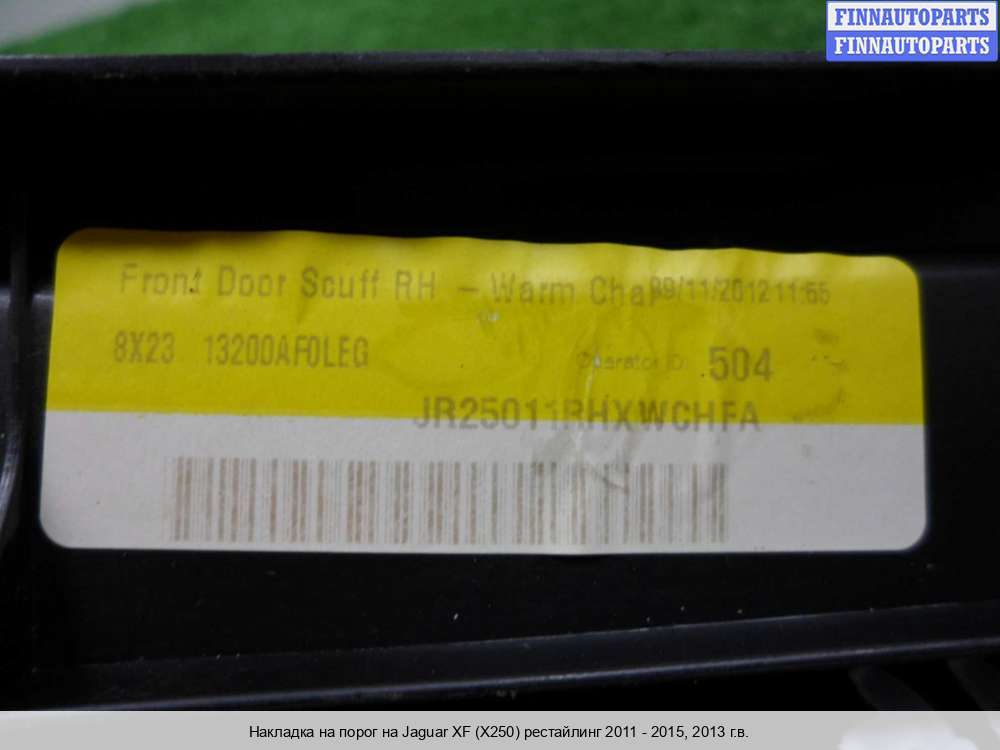 FINNAUTOPARTS
FINNAUTOPARTS
Front Door Scuff RH - Warm Cha 09/11/2012 11:55
8X23 13200AF0LEG Operator ID: 504
JR25011RHXWCHFA
Накладка на порог на Jaguar XF (X250) рестайлинг 2011 - 2015, 2013 г.в.